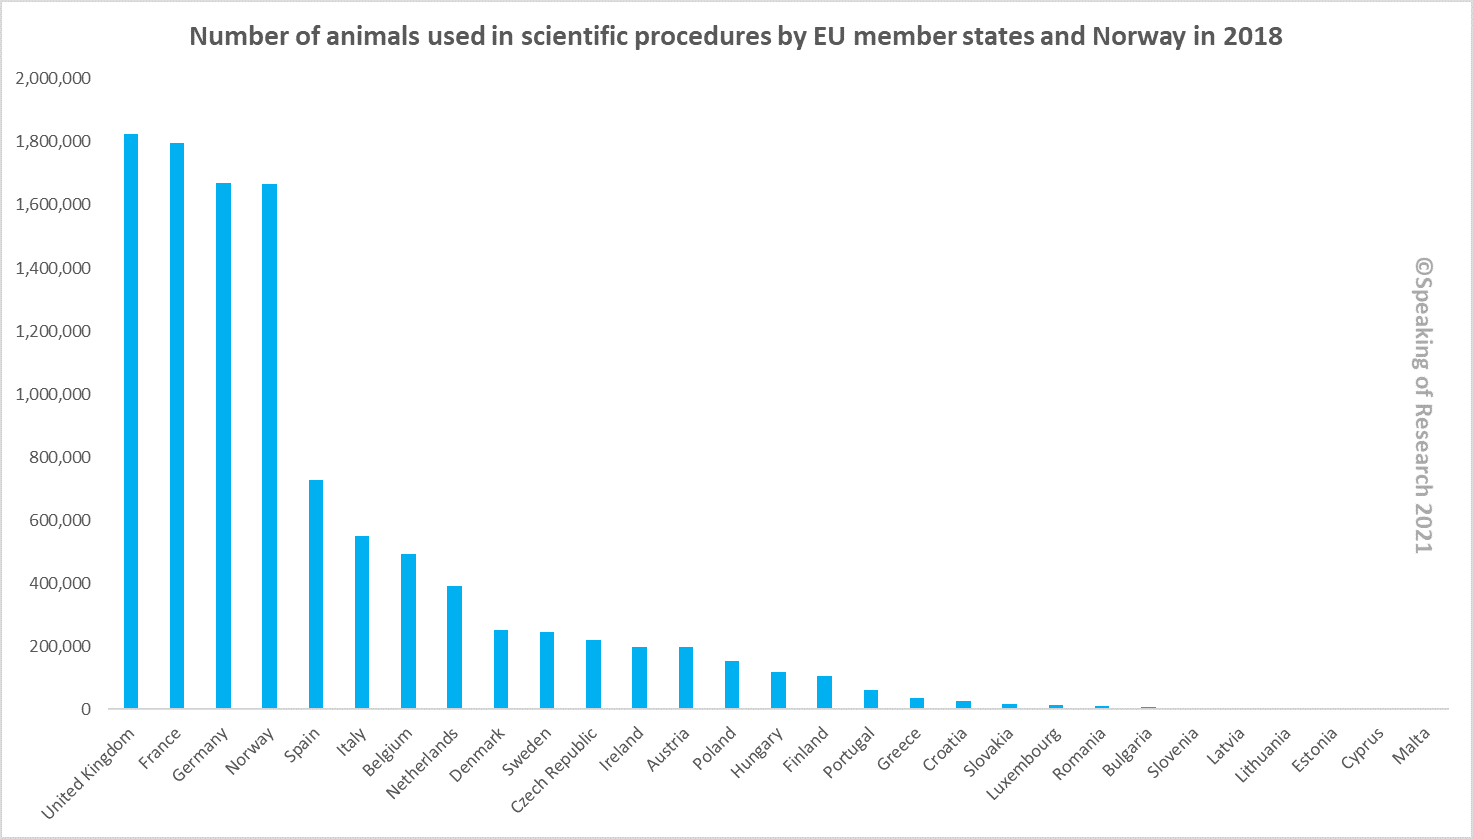 Number of animals used in scientific procedures by EU member states and Norway in 2018
2,000,000
1,800,000
1,600,000
1,400,000
1,200,000
1,000,000
800,000
600,000
400,000
200,000
0
United Kingdom
France
Germany
Norway
Spain
Italy
Belgium
Netherlands
Denmark
Sweden
Czech Republic
Ireland
Austria
Poland
Hungary
Finland
Portugal
Greece
Croatia
Slovakia
Luxembourg
Romania
Bulgaria
Slovenia
Latvia
Lithuania
Estonia
Cyprus
Malta
©Speaking of Research 2021